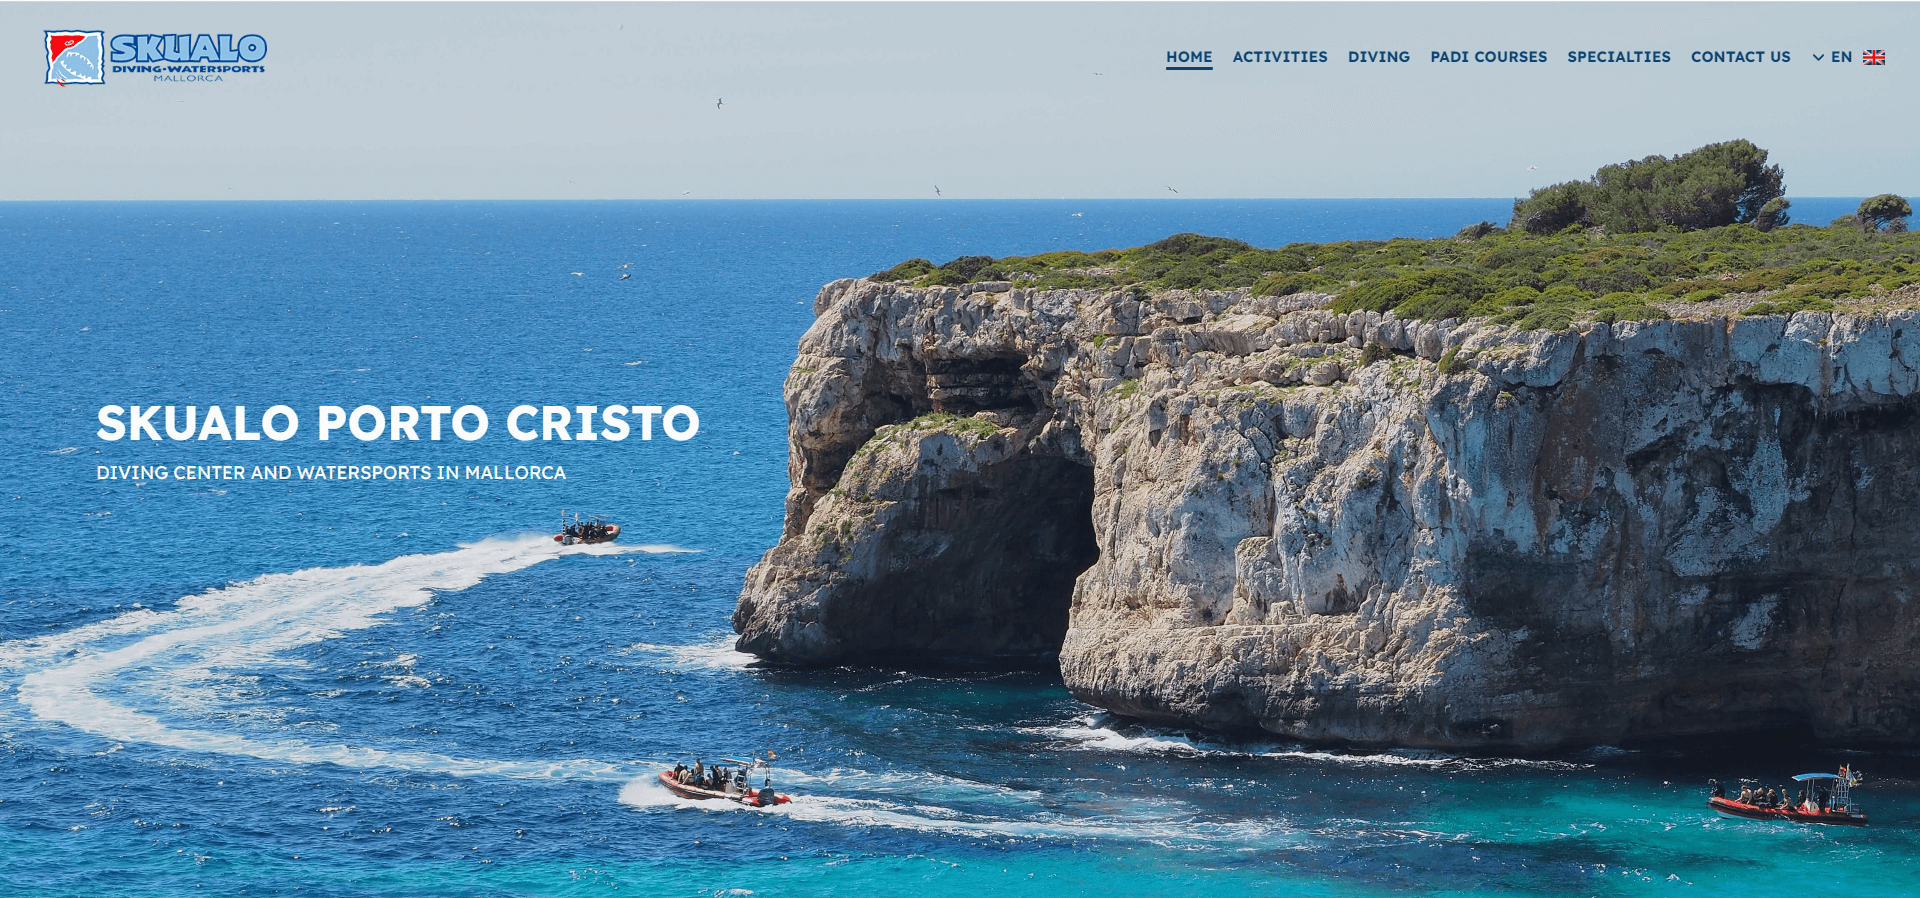 SKUALO
DIVING-WATERSPORTS
MALLORCA
HOME ACTIVITIES DIVING PADI COURSES SPECIALTIES CONTACT US EN
SKUALO PORTO CRISTO
DIVING CENTER AND WATERSPORTS IN MALLORCA